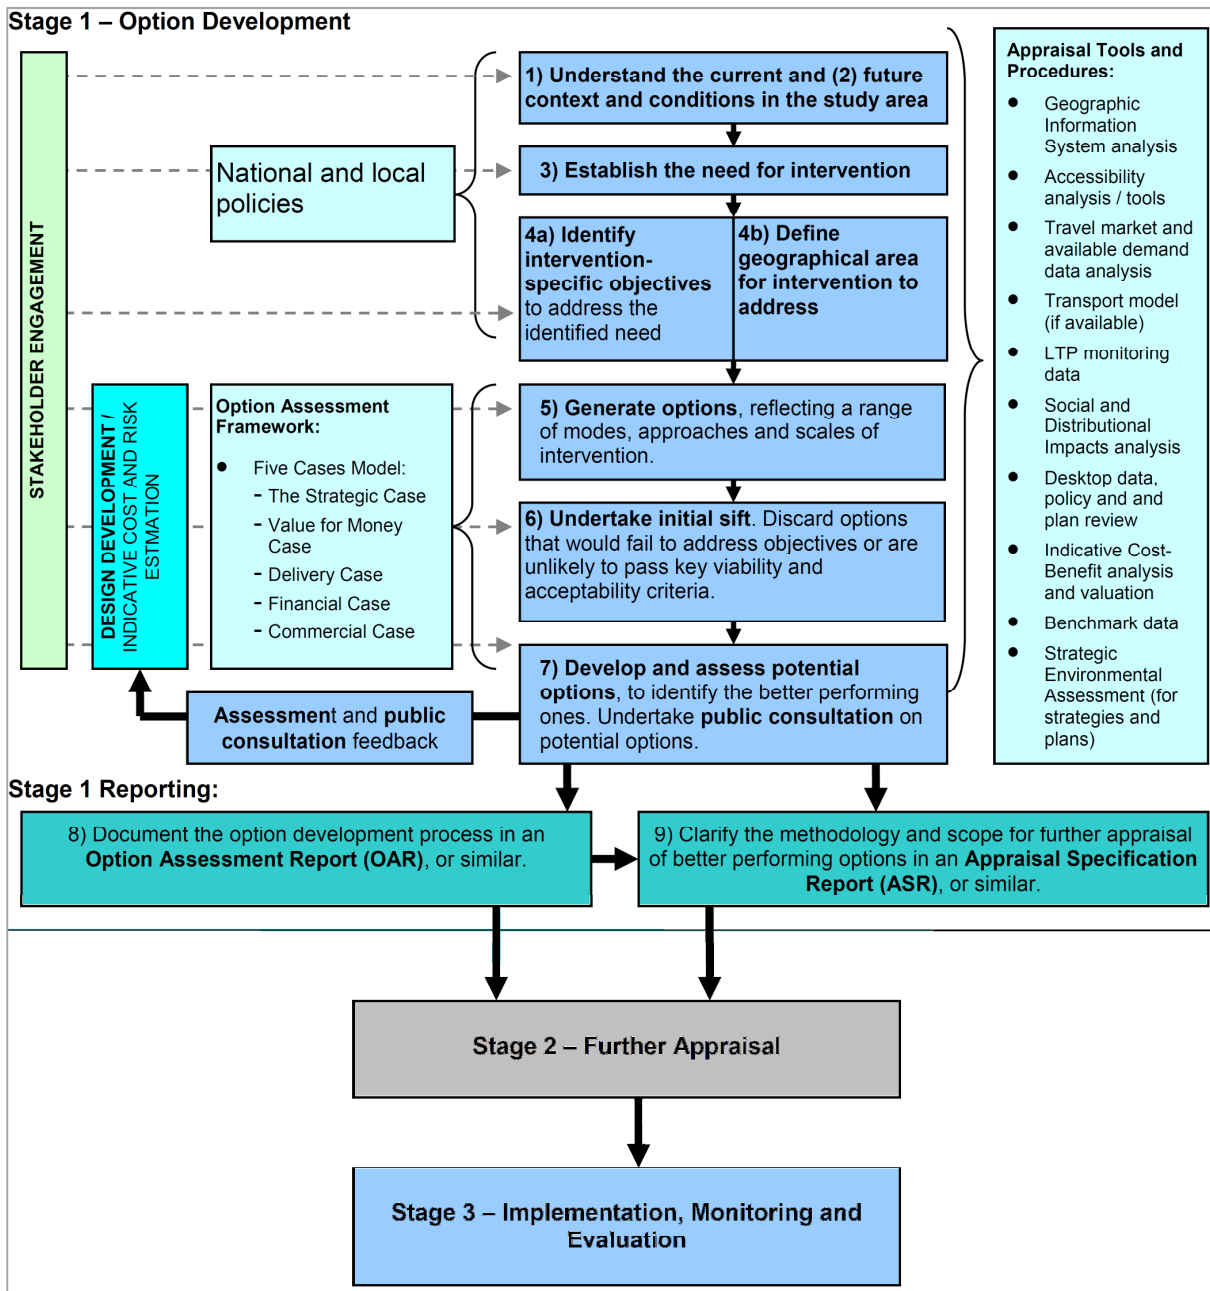 Stage 1 – Option Development
STAKEHOLDER ENGAGEMENT
National and local
policies
1) Understand the current and (2) future
context and conditions in the study area
3) Establish the need for intervention
4a) Identify
intervention-
specific objectives
to address the
identified need
4b) Define
geographical area
for intervention to
address
DESIGN DEVELOPMENT /
INDICATIVE COST AND RISK
ESTMATION
Option Assessment
Framework:
● Five Cases Model:
- The Strategic Case
- Value for Money
Case
- Delivery Case
- Financial Case
- Commercial Case
5) Generate options, reflecting a range
of modes, approaches and scales of
intervention.
6) Undertake initial sift. Discard options
that would fail to address objectives or are
unlikely to pass key viability and
acceptability criteria.
7) Develop and assess potential
options, to identify the better performing
ones. Undertake public consultation on
potential options.
Assessment and public
consultation feedback
Appraisal Tools and
Procedures:
● Geographic
Information
System analysis
● Accessibility
analysis / tools
● Travel market and
available demand
data analysis
● Transport model
(if available)
● LTP monitoring
data
● Social and
Distributional
Impacts analysis
● Desktop data,
policy and and
plan review
● Indicative Cost-
Benefit analysis
and valuation
● Benchmark data
● Strategic
Environmental
Assessment (for
strategies and
plans)
Stage 1 Reporting:
8) Document the option development process in an
Option Assessment Report (OAR), or similar.
9) Clarify the methodology and scope for further appraisal
of better performing options in an Appraisal Specification
Report (ASR), or similar.
Stage 2 – Further Appraisal
Stage 3 – Implementation, Monitoring and
Evaluation